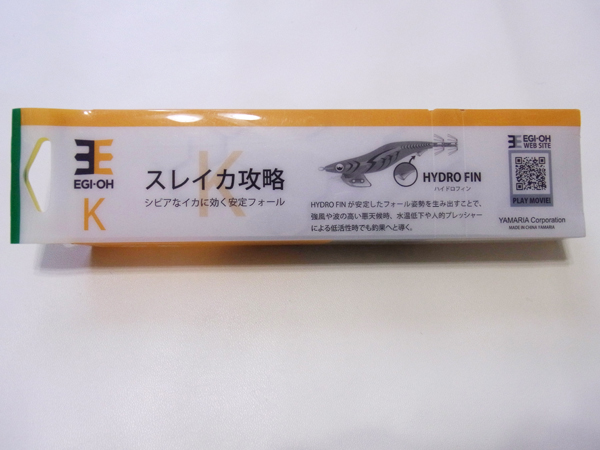 EGI-OH
K
K
スレイカ攻略
シビアなイカに効く安定フォール
HYDRO FIN
ハイドロフィン
HYDRO FINが安定したフォール姿勢を生み出すことで、
強風や波の高い悪天候時、水温低下や人的プレッシャー
による低活性時でも釣果へと導く。
EGI-OH
WEB SITE
PLAY MOVIE!
YAMARIA Corporation
MADE IN CHINA YAMARIA